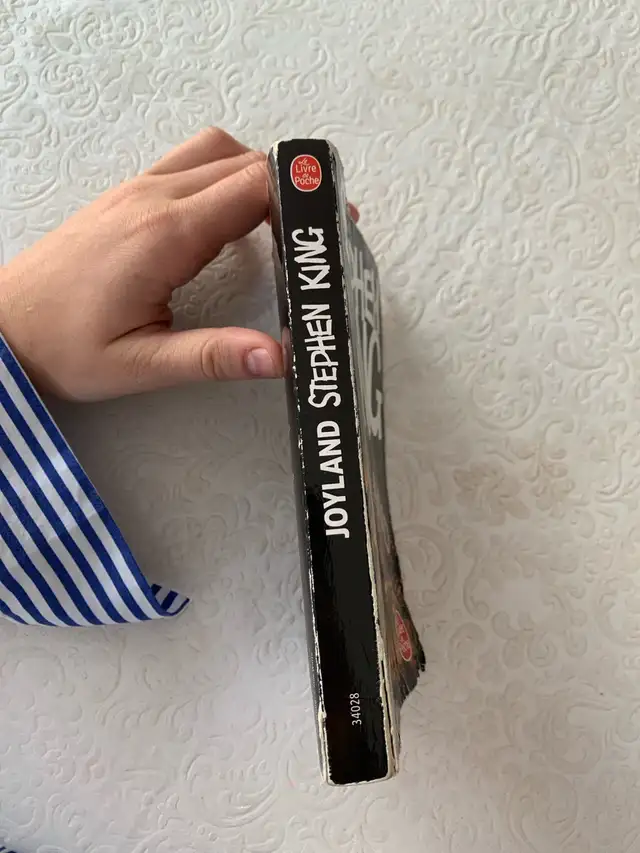 Le
Livre
de
Poche
JOYLAND STEPHEN KING
34028